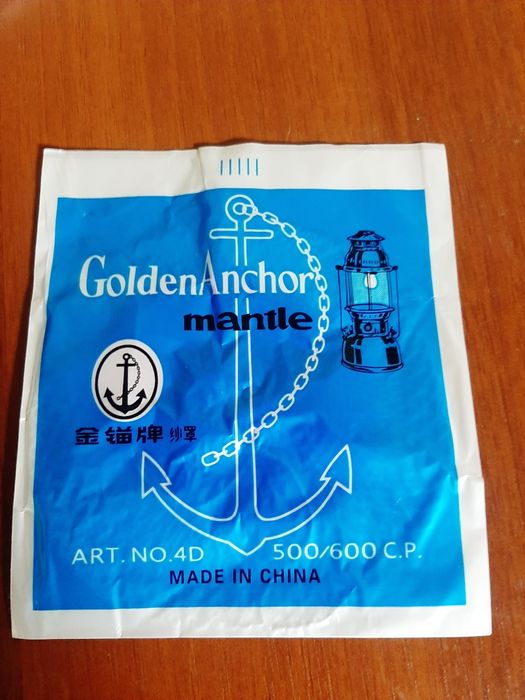 GoldenAnchor
mantle
金锚牌 纱罩
ART. NO.4D 500/600 C.P.
MADE IN CHINA